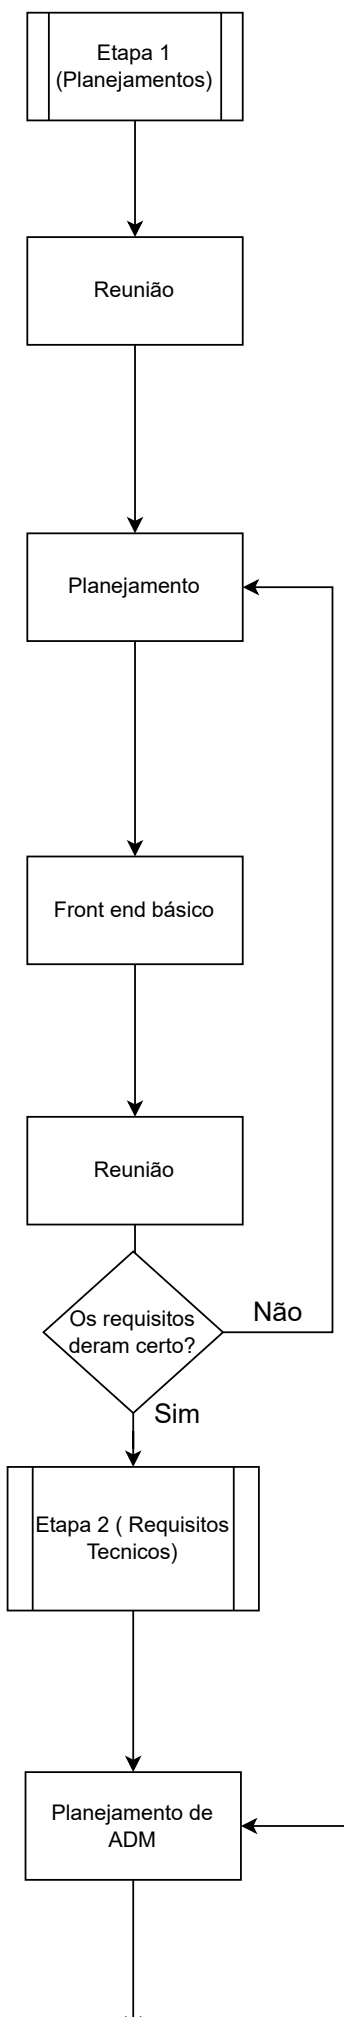 Etapa 1
(Planejamentos)
Reunião
Planejamento
Front end básico
Reunião
Os requisitos
deram certo?
Não
Sim
Etapa 2 ( Requisitos
Tecnicos)
Planejamento de
ADM